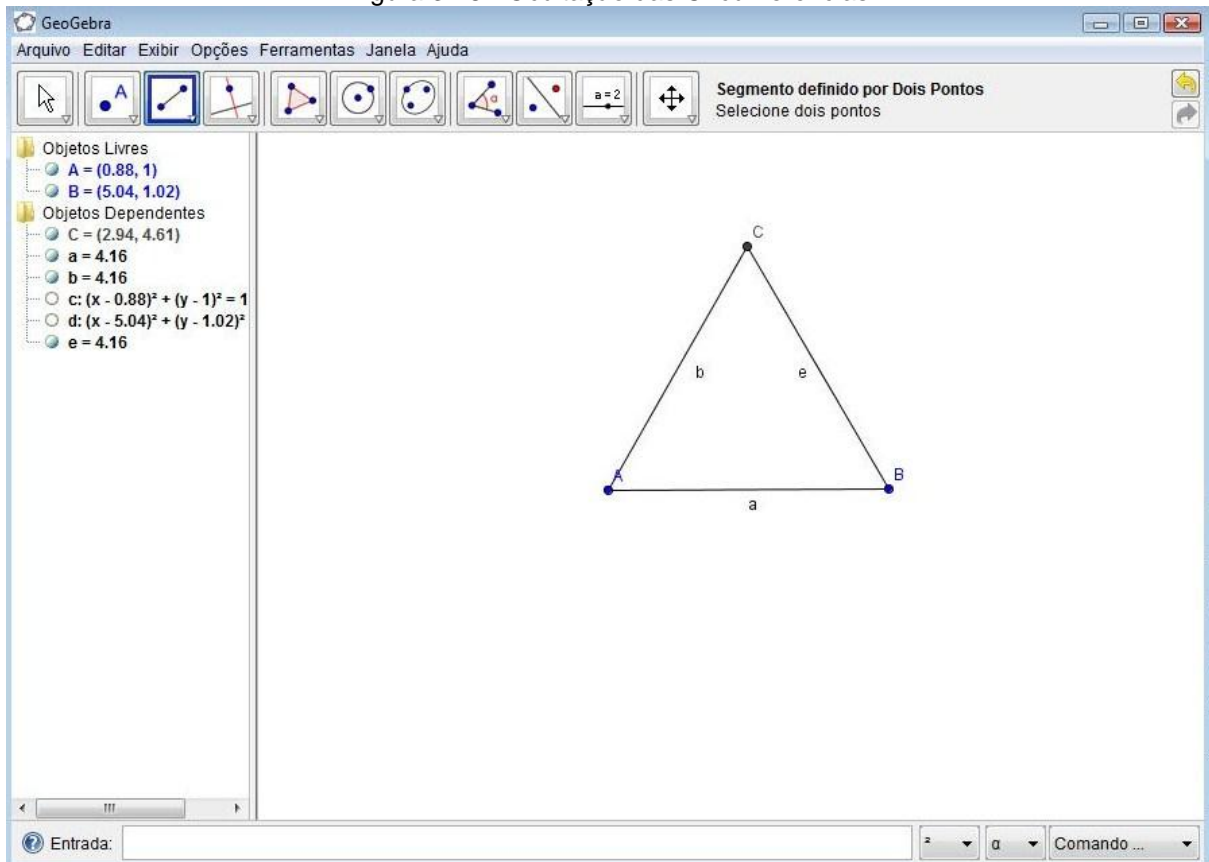 GeoGebra
Arquivo Editar Exibir Opções Ferramentas Janela Ajuda
A
a = 2
α
Segmento definido por Dois Pontos
Selecione dois pontos
Objetos Livres
A = (0.88, 1)
B = (5.04, 1.02)
Objetos Dependentes
C = (2.94, 4.61)
a = 4.16
b = 4.16
c: (x - 0.88)² + (y - 1)² = 1
d: (x - 5.04)² + (y - 1.02)²
e = 4.16
C
b
e
A
B
a
Entrada:
²
α
Comando ...